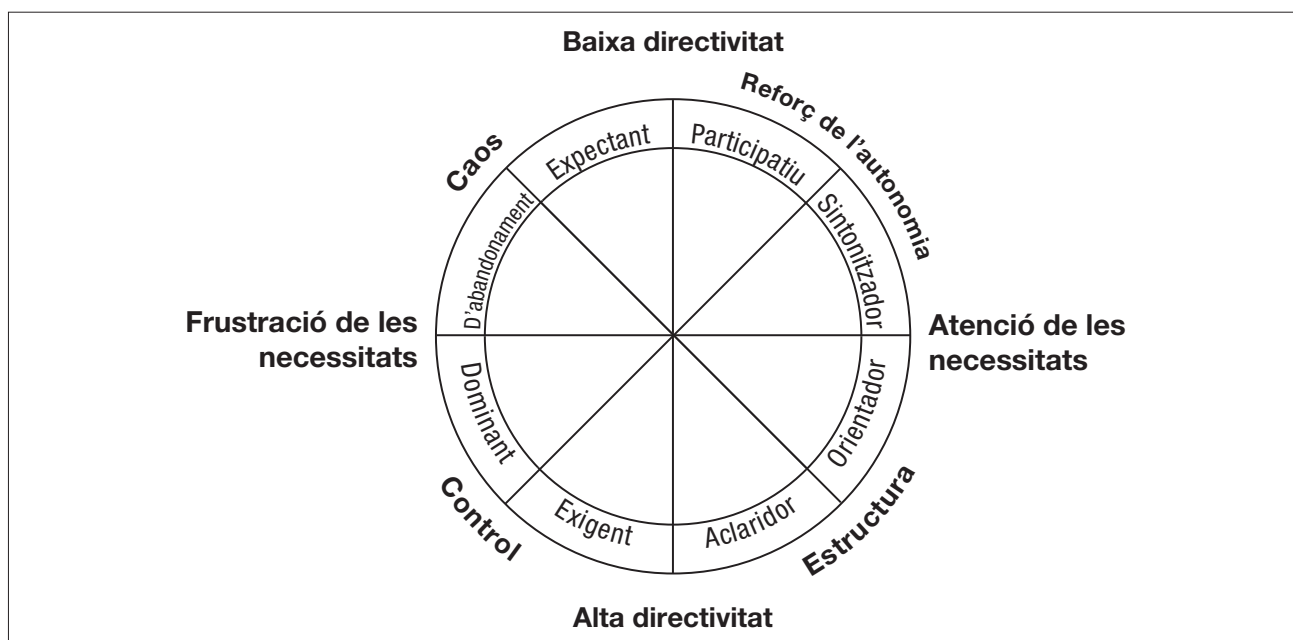 Baixa directivitat
Reforç de l'autonomia
Caos
Expectant
Participatiu
D'abandonament
Sintonitzador
Frustració de les
necessitats
Atenció de les
necessitats
Dominant
Orientador
Control
Exigent
Aclaridor
Estructura
Alta directivitat